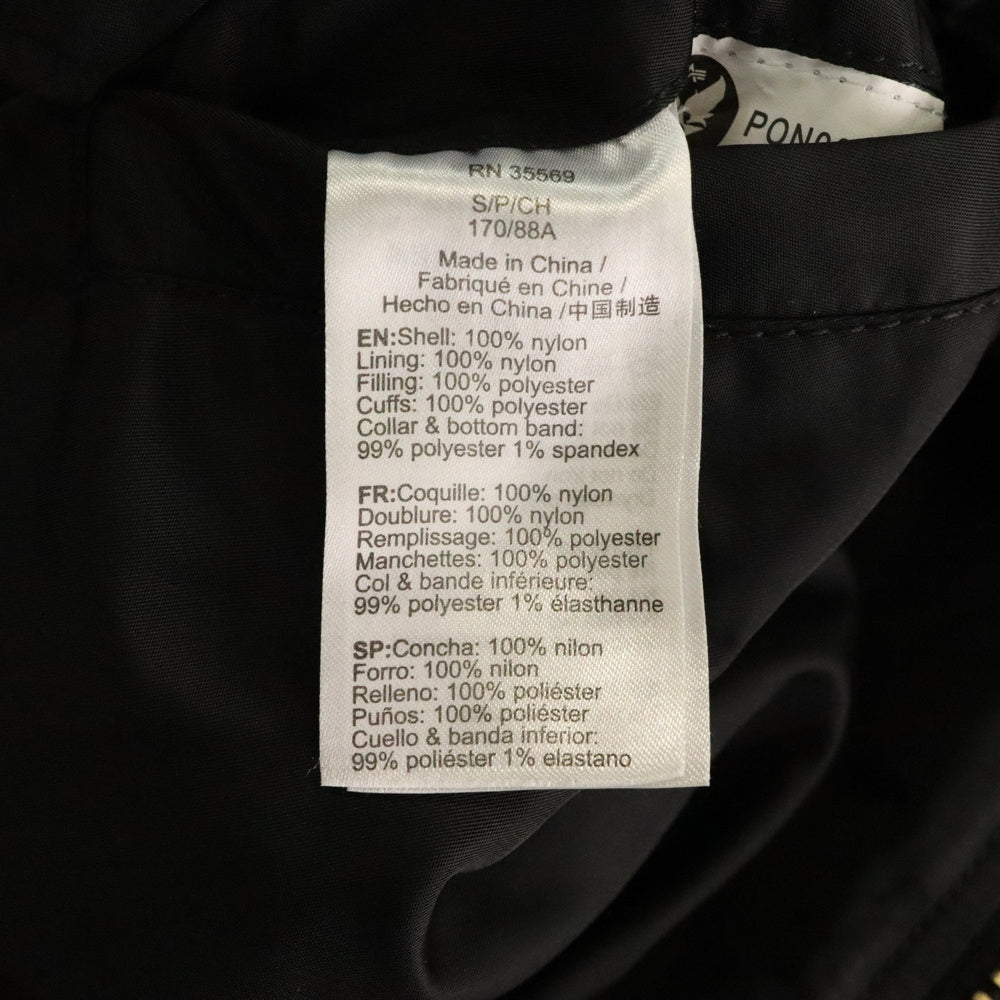 RN 35569
S/P/CH
170/88A
Made in China /
Fabriqué en Chine /
Hecho en China /中国制造
EN:Shell: 100% nylon
Lining: 100% nylon
Filling: 100% polyester
Cuffs: 100% polyester
Collar & bottom band:
99% polyester 1% spandex
FR:Coquille: 100% nylon
Doublure: 100% nylon
Remplissage: 100% polyester
Manchettes: 100% polyester
Col & bande inférieure:
99% polyester 1% élasthanne
SP:Concha: 100% nilon
Forro: 100% nilon
Relleno: 100% poliéster
Puños: 100% poliéster
Cuello & banda inferior:
99% poliéster 1% elastano